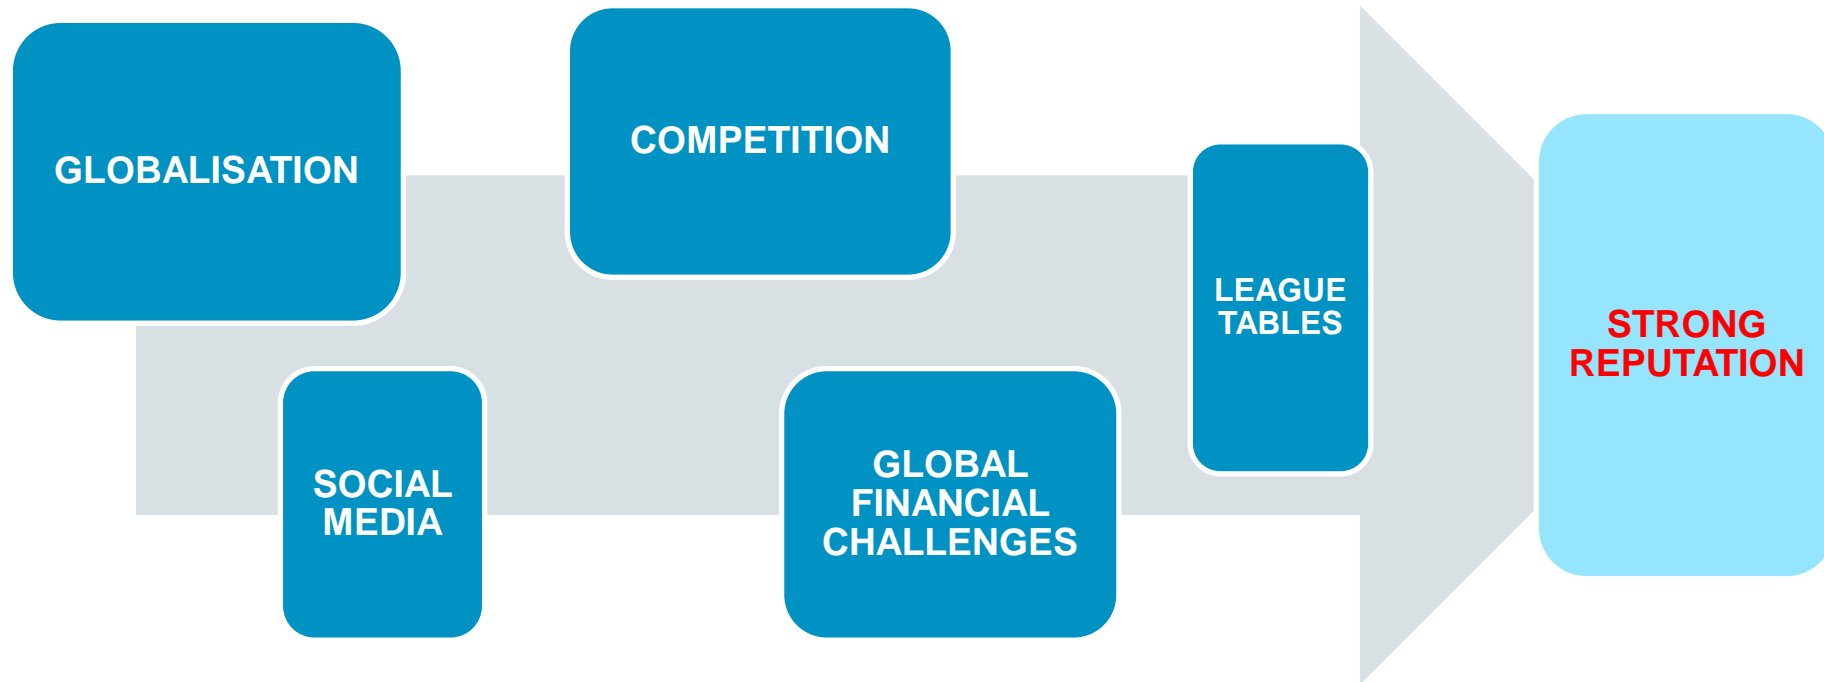 GLOBALISATION
COMPETITION
LEAGUE
TABLES
STRONG
REPUTATION
SOCIAL
MEDIA
GLOBAL
FINANCIAL
CHALLENGES